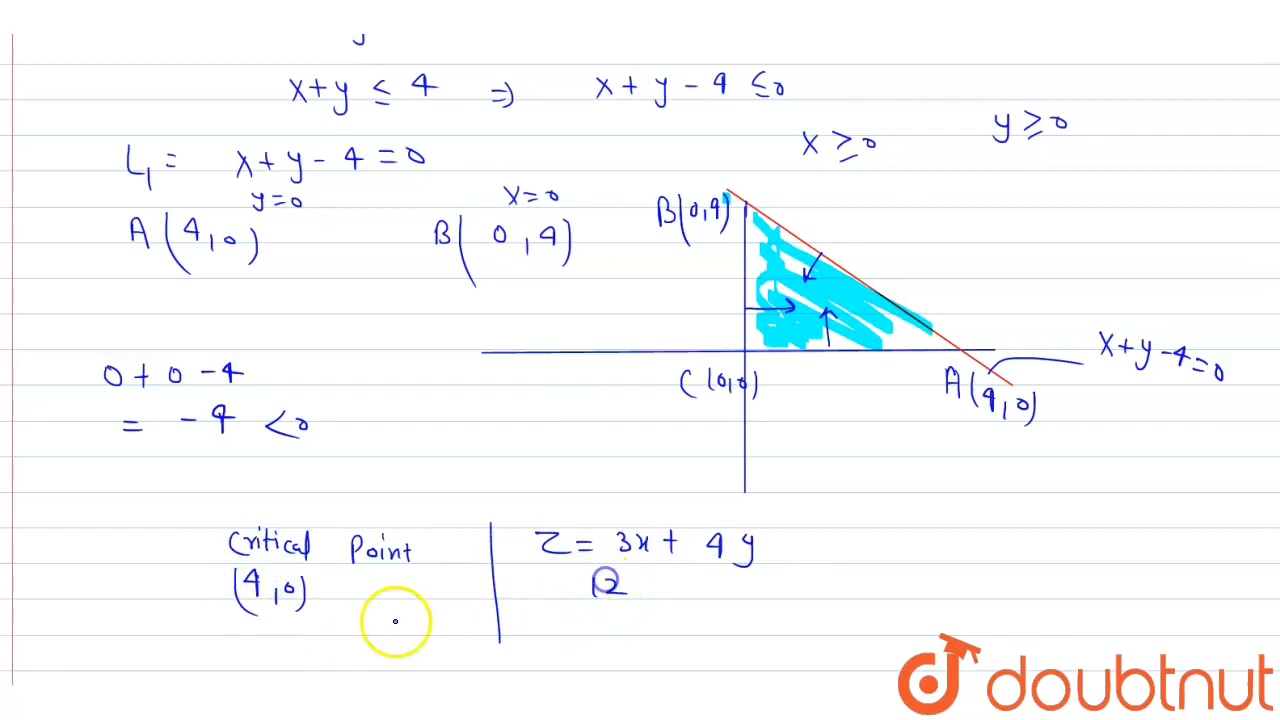 x+y ≤ 4 => x+y-4 ≤0
x ≥0 y ≥0
L1 = x+y-4=0
y=0 x=0
A(4,0) B(0,4) B(0,4)
0+0-4
= -4 <0
C(0,0) A(4,0) x+y-4=0
Critical Point Z= 3x+4y
(4,0) 12
doubtnut